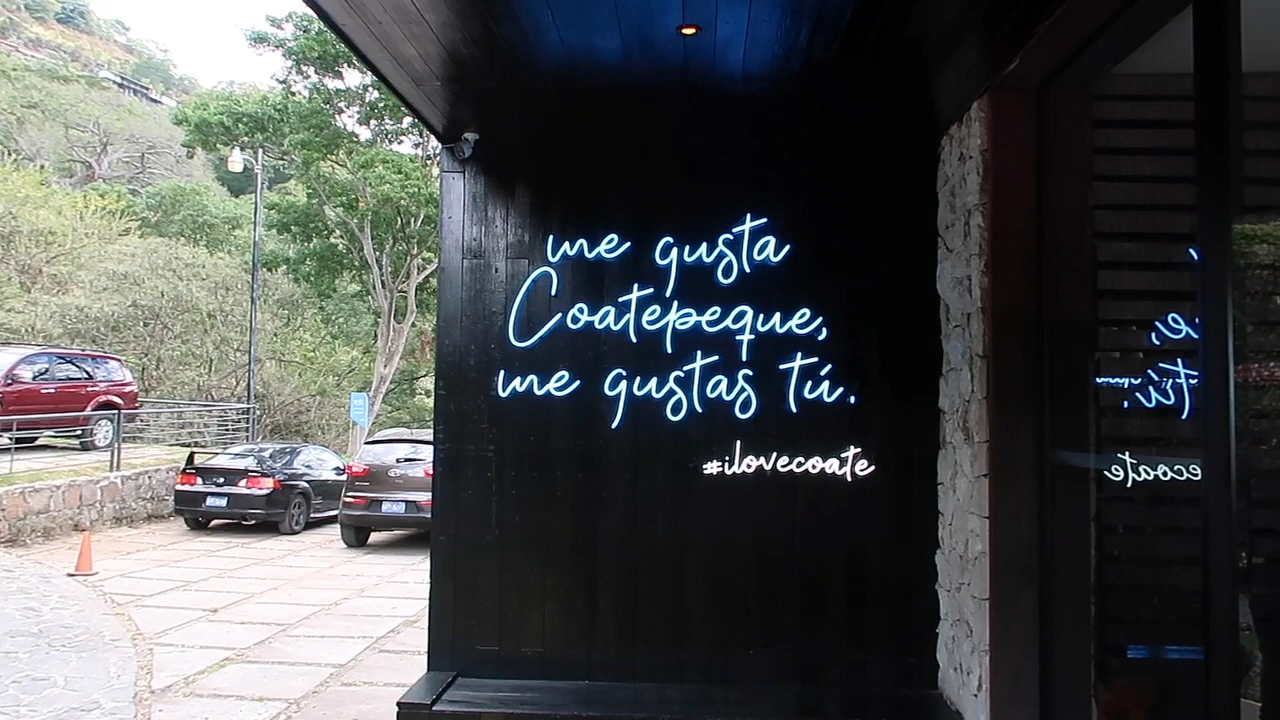 me gusta
Coatepeque,
me gustas tú.
#ilovecoate